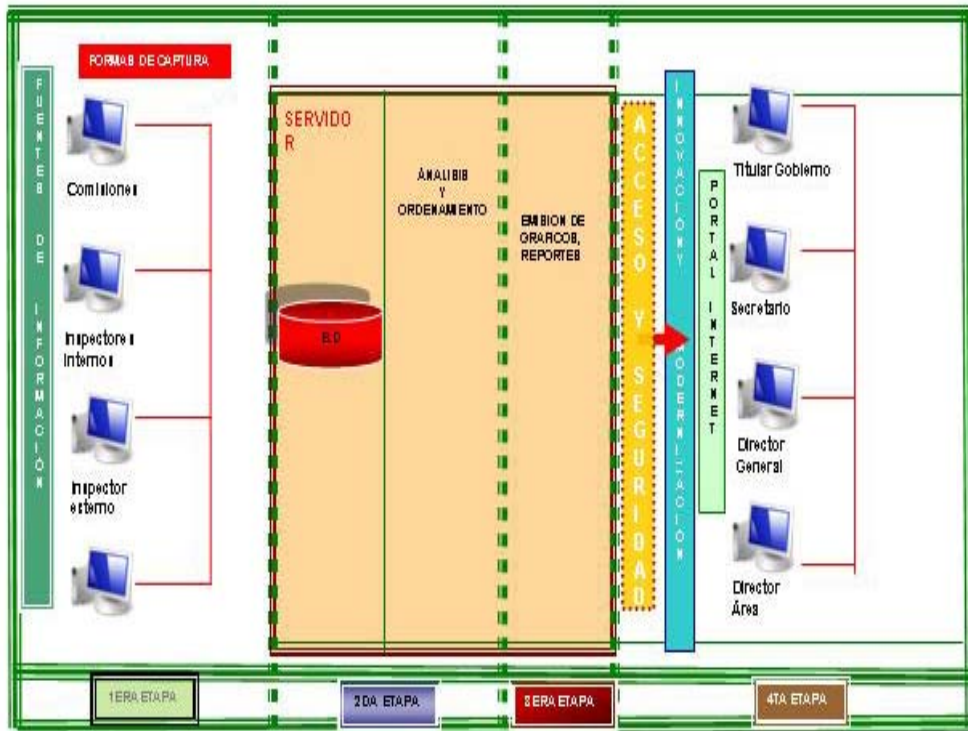 FORMAS DE CAPTURA
FUENTES DE INFORMACIÓN
Comisiones
Inspectores
Internos
Inspector
externo
SERVIDO
R
B.D
ANALISIS
Y
ORDENAMIENTO
EMISION DE
GRAFICOS,
REPORTES
ACCESO Y SEGURIDAD
INNOVACIÓN Y MODERNIZACIÓN
PORTAL INTERNET
Titular Gobierno
Secretario
Director
General
Director
Área
1ERA ETAPA
2DA ETAPA
3ERA ETAPA
4TA ETAPA